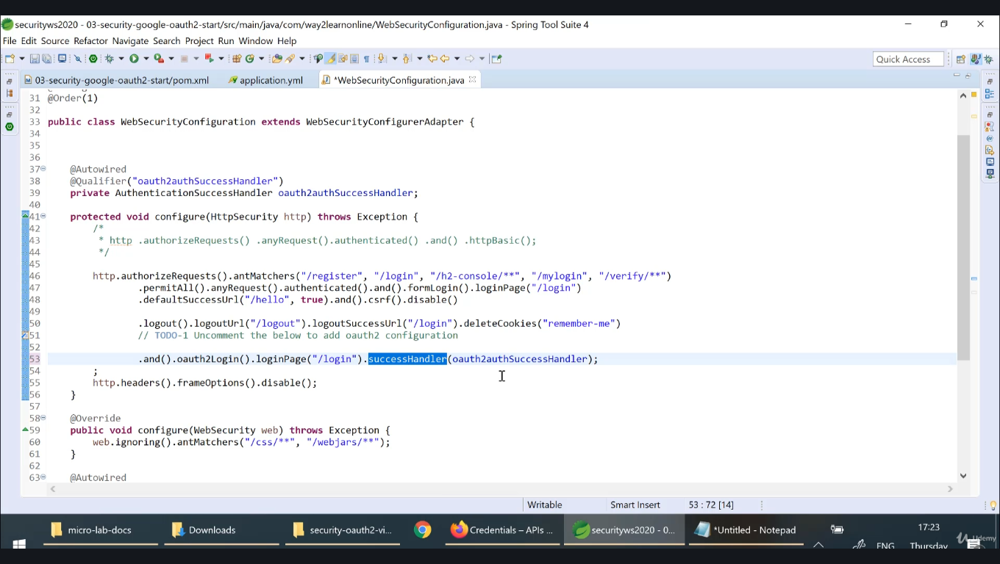 securityws2020 - 03-security-google-oauth2-start/src/main/java/com/way2learnonline/WebSecurityConfiguration.java - Spring Tool Suite 4
File Edit Source Refactor Navigate Search Project Run Window Help
Quick Access
03-security-google-oauth2-start/pom.xml application.yml *WebSecurityConfiguration.java
31 @Order(1)
32
33 public class WebSecurityConfiguration extends WebSecurityConfigurerAdapter {
34
35
36
37 @Autowired
38 @Qualifier("oauth2authSuccessHandler")
39 private AuthenticationSuccessHandler oauth2authSuccessHandler;
40
41 protected void configure(HttpSecurity http) throws Exception {
42 /*
43 * http .authorizeRequests() .anyRequest().authenticated() .and() .httpBasic();
44 */
45
46 http.authorizeRequests().antMatchers("/register", "/login", "/h2-console/**", "/mylogin", "/verify/**")
47 .permitAll().anyRequest().authenticated().and().formLogin().loginPage("/login")
48 .defaultSuccessUrl("/hello", true).and().csrf().disable()
49
50 .logout().logoutUrl("/logout").logoutSuccessUrl("/login").deleteCookies("remember-me")
51 // TODO-1 Uncomment the below to add oauth2 configuration
52
53 .and().oauth2Login().loginPage("/login").successHandler(oauth2authSuccessHandler);
54 ;
55 http.headers().frameOptions().disable();
56 }
57
58 @Override
59 public void configure(WebSecurity web) throws Exception {
60 web.ignoring().antMatchers("/css/**", "/webjars/**");
61 }
62
63 @Autowired
Writable Smart Insert 53 : 72 [14]
micro-lab-docs Downloads security-oauth2-vi... Credentials – APIs ... securityws2020 - 0... *Untitled - Notepad 17:23
ENG Thursday
Udemy